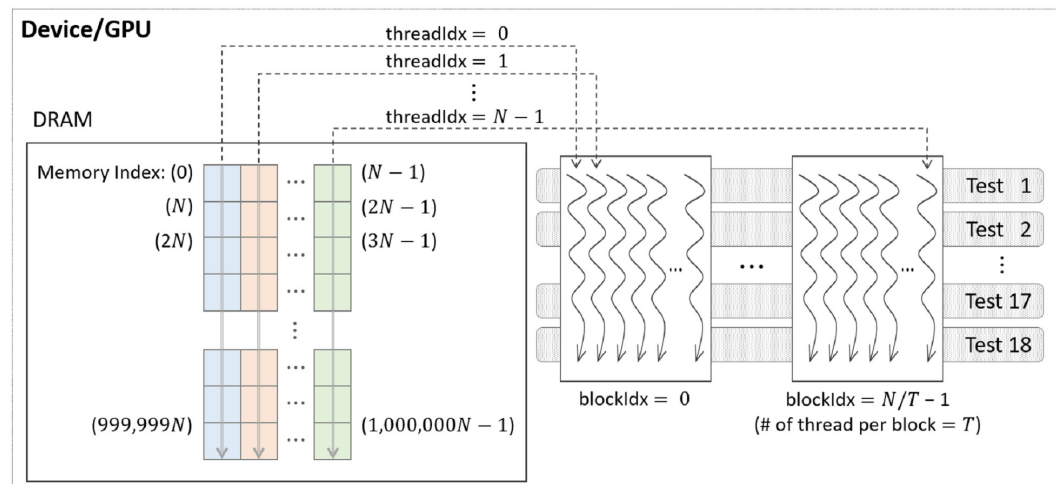 Device/GPU
threadIdx = 0
threadIdx = 1
⋮
threadIdx = N − 1
DRAM
Memory Index: (0) ... (N − 1)
(N) ... (2N − 1)
(2N) ... (3N − 1)
...
⋮
...
...
(999,999N) ... (1,000,000N − 1)
Test 1
Test 2
... ... ... ⋮
Test 17
Test 18
blockIdx = 0
blockIdx = N/T − 1
(# of thread per block = T)